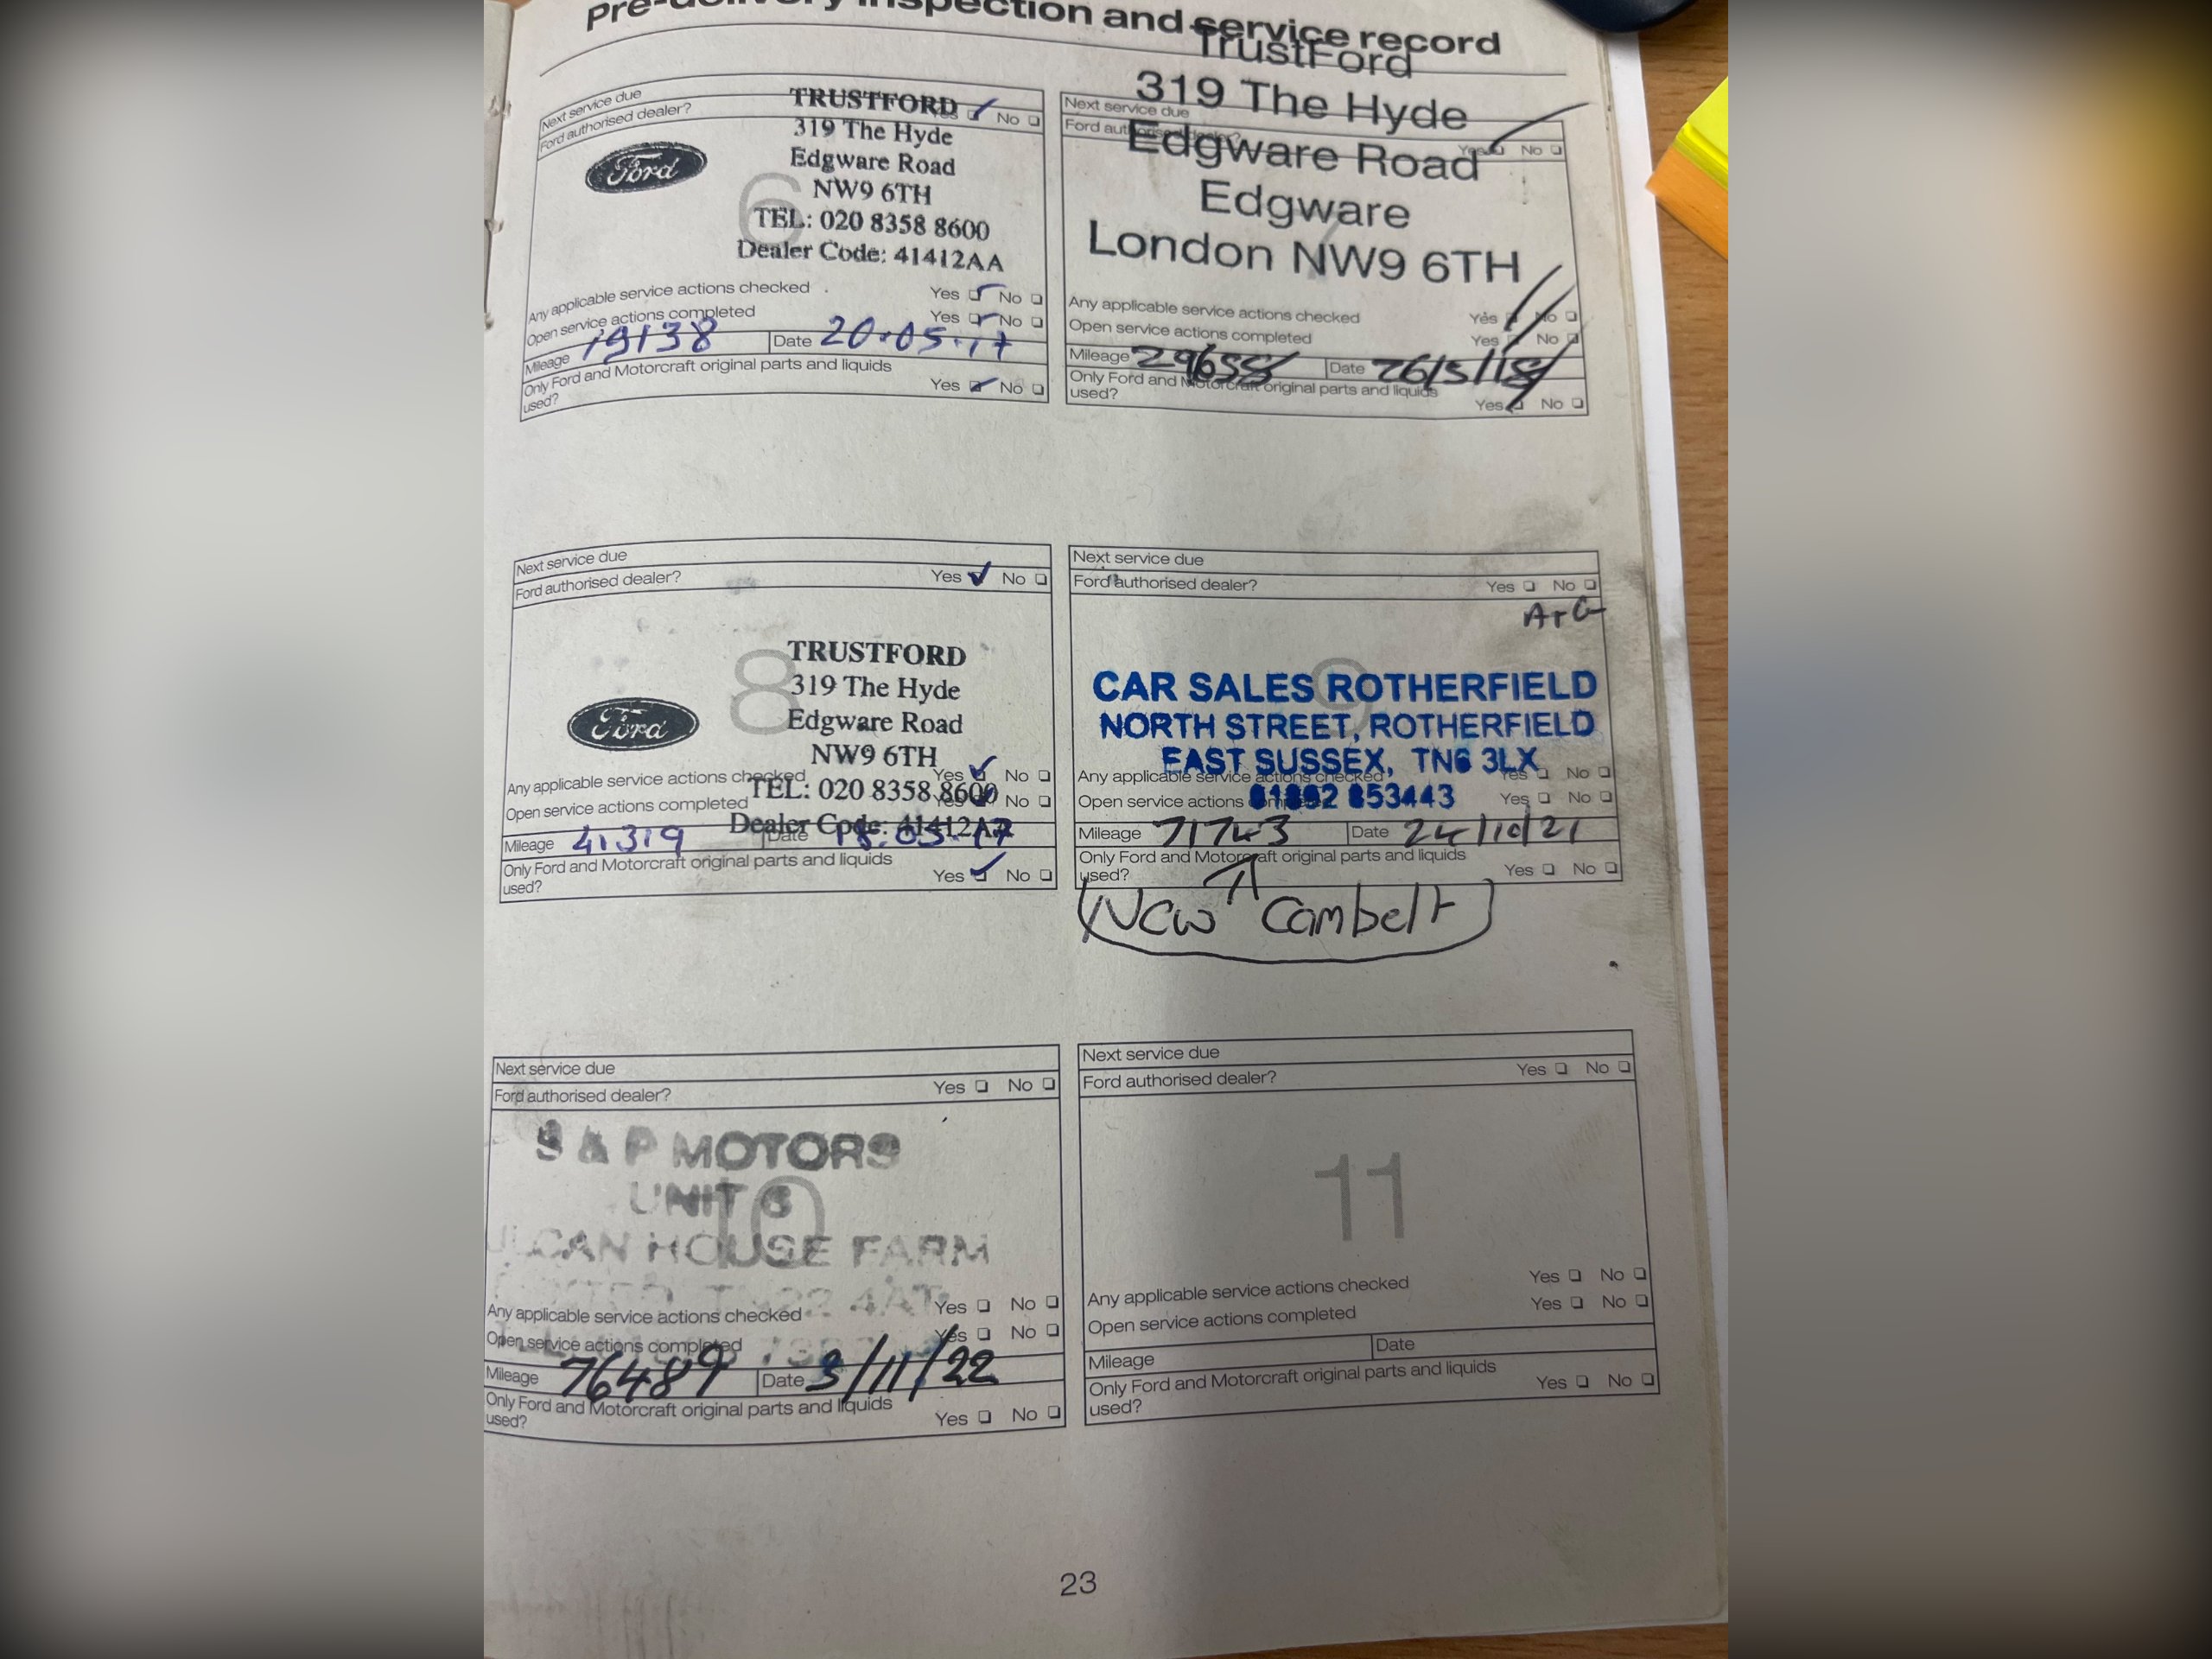 Pre-delivery inspection and service record
Next service due
Ford authorised dealer? Yes No
TRUSTFORD
319 The Hyde
Edgware Road
NW9 6TH
TEL: 020 8358 8600
Dealer Code: 41412AA
Ford
6
Any applicable service actions checked Yes No
Open service actions completed Yes No
Mileage 19138 Date 20.05.17
Only Ford and Motorcraft original parts and liquids
used? Yes No
TrustFord
319 The Hyde
Edgware Road
Edgware
London NW9 6TH
Next service due
Ford authorised dealer? Yes No
Any applicable service actions checked Yes No
Open service actions completed Yes No
Mileage 29658 Date 26/5/18
Only Ford and Motorcraft original parts and liquids
used? Yes No
Next service due
Ford authorised dealer? Yes No
8
TRUSTFORD
319 The Hyde
Edgware Road
NW9 6TH
TEL: 020 8358 8600
Dealer Code: 41412AA
Ford
Any applicable service actions checked Yes No
Open service actions completed Yes No
Mileage 41319 Date
Only Ford and Motorcraft original parts and liquids
used? Yes No
Next service due
Ford authorised dealer? Yes No
9
CAR SALES ROTHERFIELD
NORTH STREET, ROTHERFIELD
EAST SUSSEX, TN6 3LX
01892 853443
Any applicable service actions checked Yes No
Open service actions completed Yes No
Mileage 71743 Date 24/10/21
Only Ford and Motorcraft original parts and liquids
used? Yes No
New Cambelt
Next service due
Ford authorised dealer? Yes No
10
S & P MOTORS
UNIT 6
HOUSE FARM
Any applicable service actions checked Yes No
Open service actions completed Yes No
Mileage 76489 Date 3/11/22
Only Ford and Motorcraft original parts and liquids
used? Yes No
Next service due
Ford authorised dealer? Yes No
11
Any applicable service actions checked Yes No
Open service actions completed Yes No
Mileage Date
Only Ford and Motorcraft original parts and liquids
used? Yes No
23